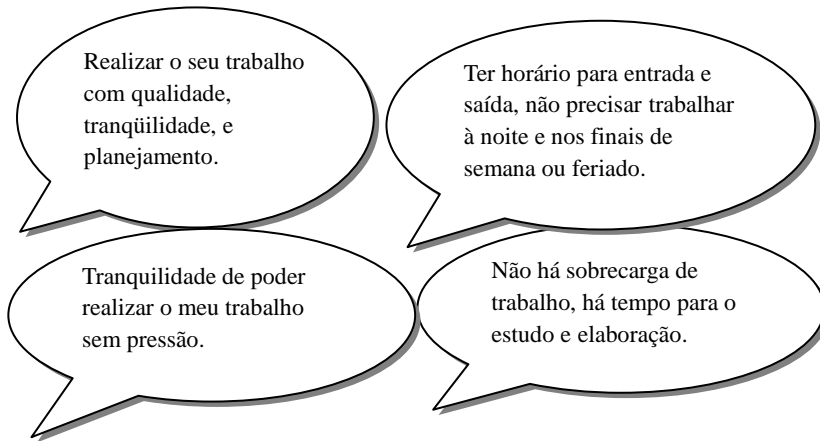 Realizar o seu trabalho
com qualidade,
tranqüilidade, e
planejamento.
Ter horário para entrada e
saída, não precisar trabalhar
à noite e nos finais de
semana ou feriado.
Tranquilidade de poder
realizar o meu trabalho
sem pressão.
Não há sobrecarga de
trabalho, há tempo para o
estudo e elaboração.